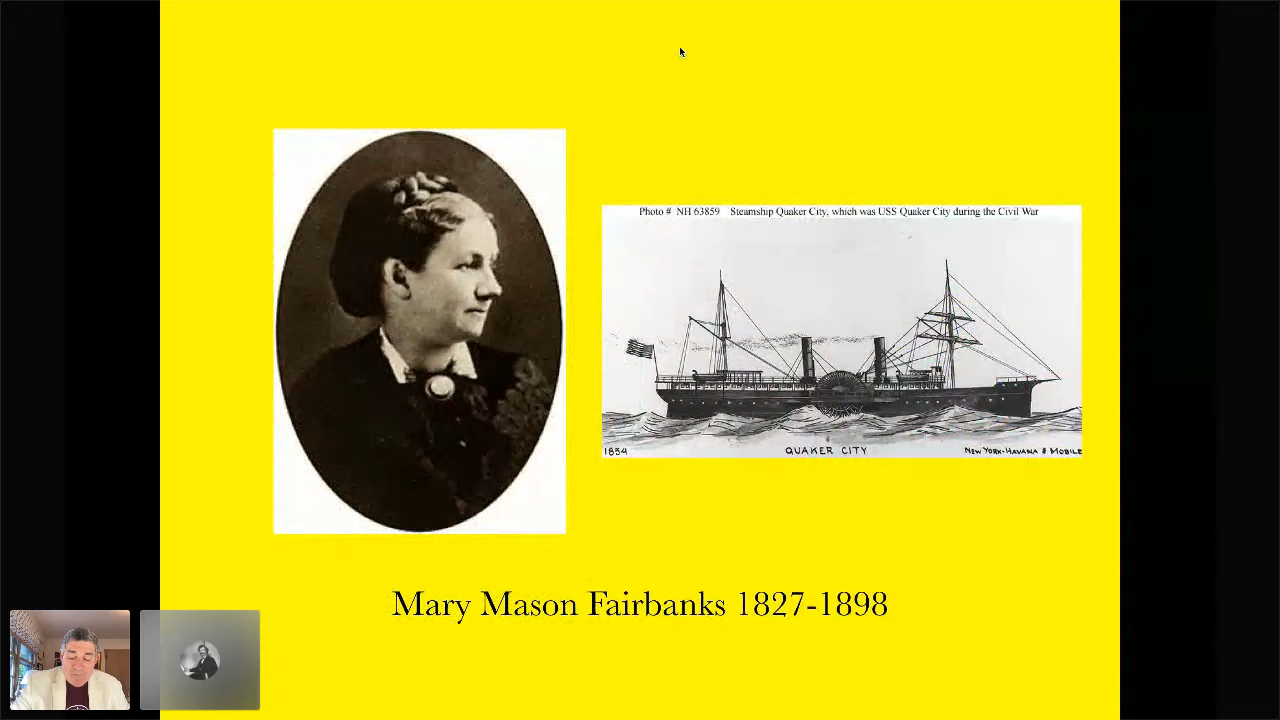 Photo # NH 63859 Steamship Quaker City, which was USS Quaker City during the Civil War
1854 QUAKER CITY NEW YORK-HAVANA & MOBILE
Mary Mason Fairbanks 1827-1898